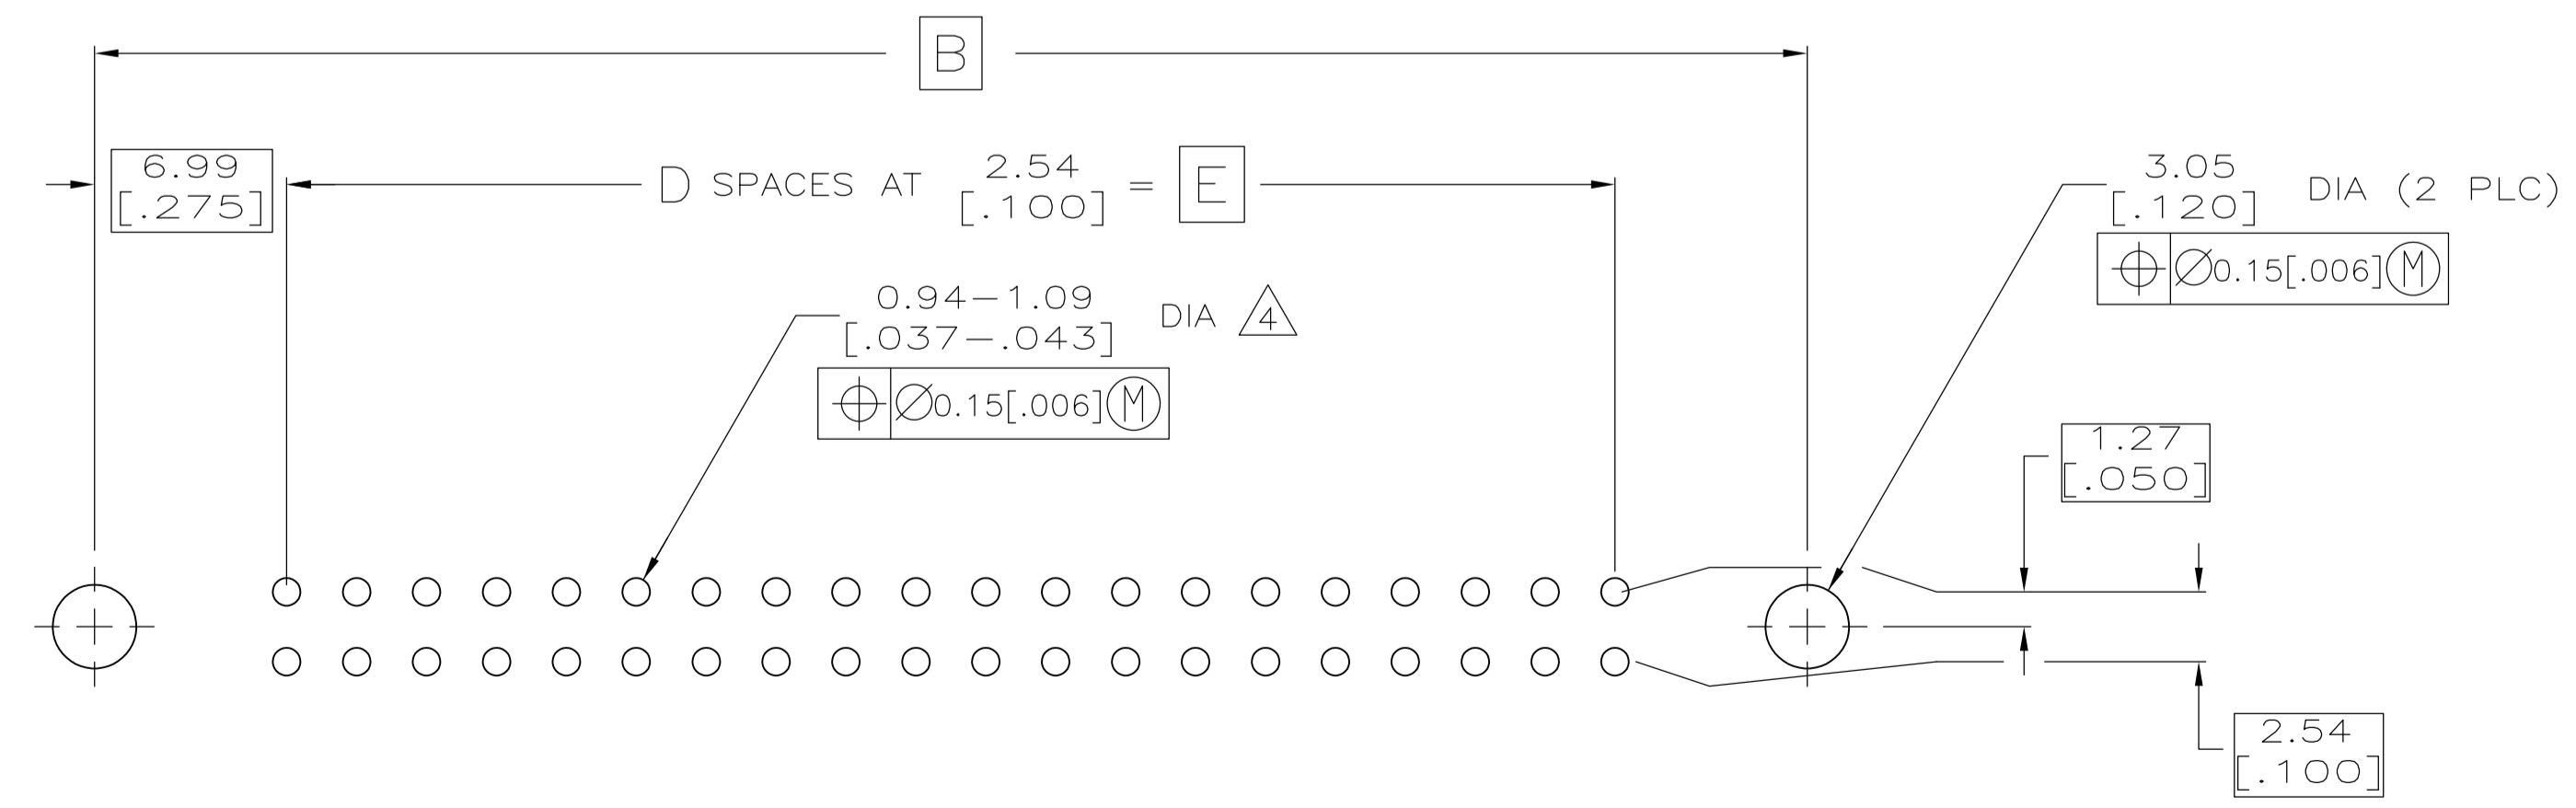 B
6.99
[.275]
D SPACES AT 2.54 [.100] = E
3.05
[.120] DIA (2 PLC)
⌖ ⌀0.15[.006]Ⓜ
0.94-1.09
[.037-.043] DIA 4
⌖ ⌀0.15[.006]Ⓜ
1.27
[.050]
2.54
[.100]